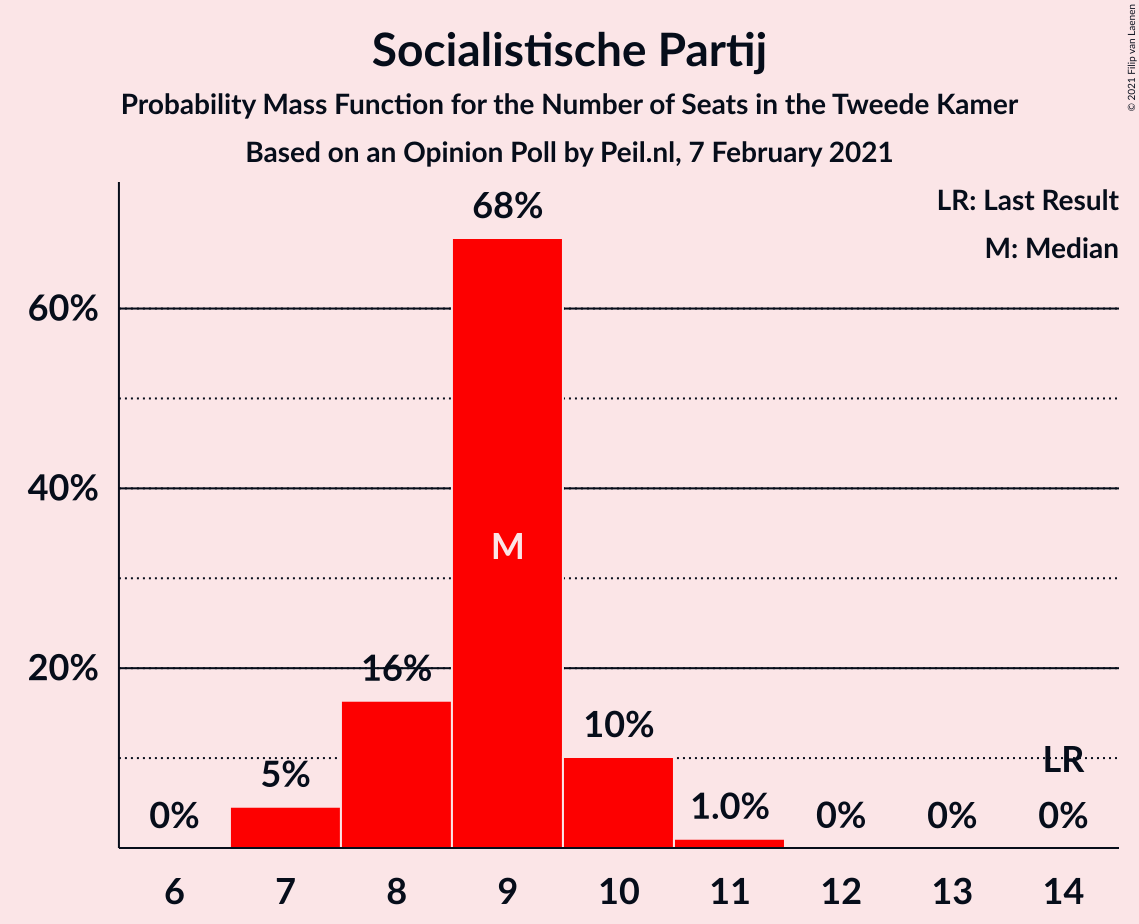 Socialistische Partij
Probability Mass Function for the Number of Seats in the Tweede Kamer
Based on an Opinion Poll by Peil.nl, 7 February 2021
© 2021 Filip van Laenen
LR: Last Result
M: Median
68%
60%
40%
M
20%
16%
10%
5%
LR
0%
1.0%
0%
0%
0%
6
7
8
9
10
11
12
13
14